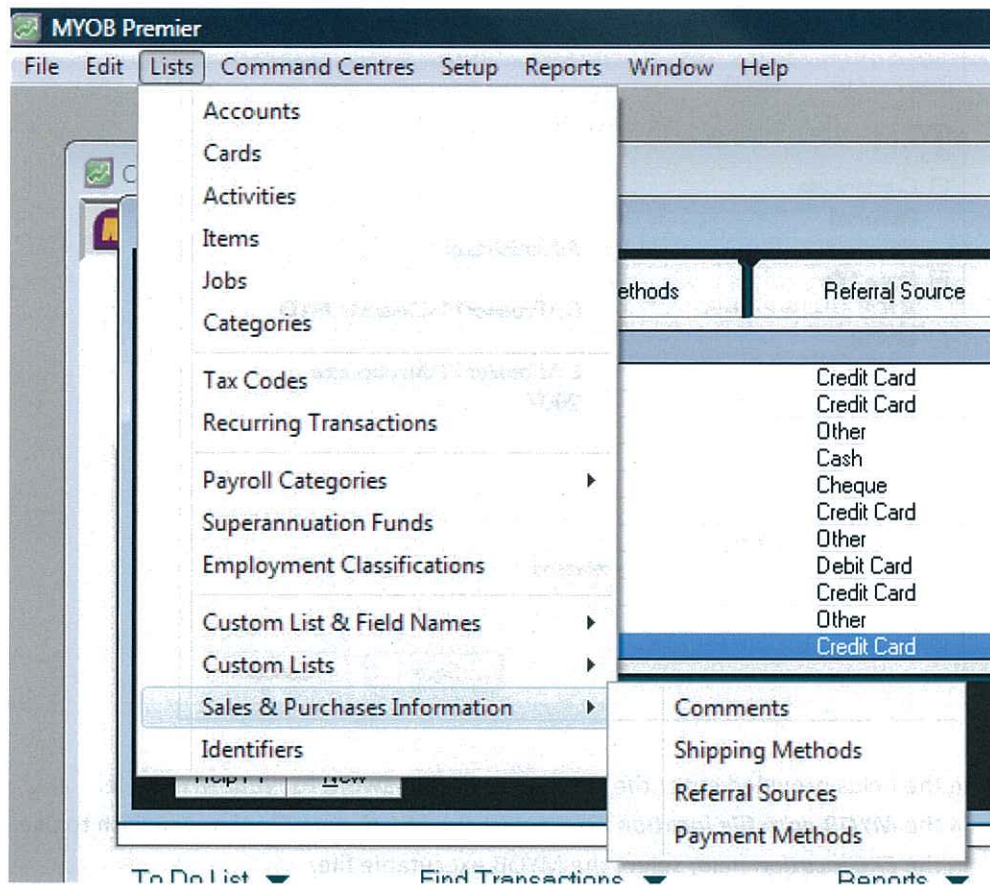 MYOB Premier
File Edit Lists Command Centres Setup Reports Window Help
Accounts
Cards
Activities
Items
Jobs
Categories
Tax Codes
Recurring Transactions
Payroll Categories
Superannuation Funds
Employment Classifications
Custom List & Field Names
Custom Lists
Sales & Purchases Information
Identifiers
ethods Referral Source
Credit Card
Credit Card
Other
Cash
Cheque
Credit Card
Other
Debit Card
Credit Card
Other
Credit Card
Comments
Shipping Methods
Referral Sources
Payment Methods
Help F1 New
To Do List Find Transactions Reports